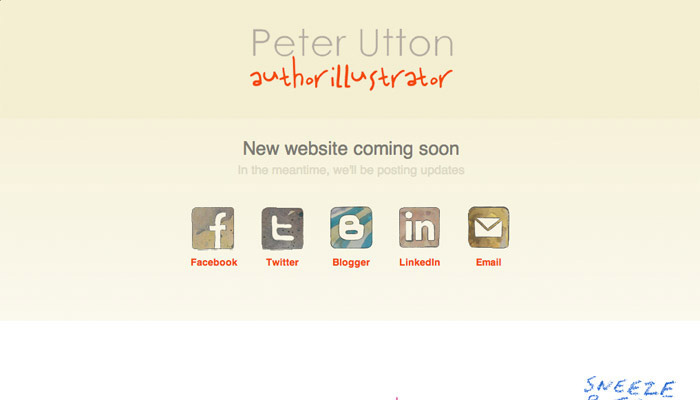 Peter Utton
authorillustrator
New website coming soon
In the meantime, we'll be posting updates
Facebook Twitter Blogger LinkedIn Email
SNEEZE